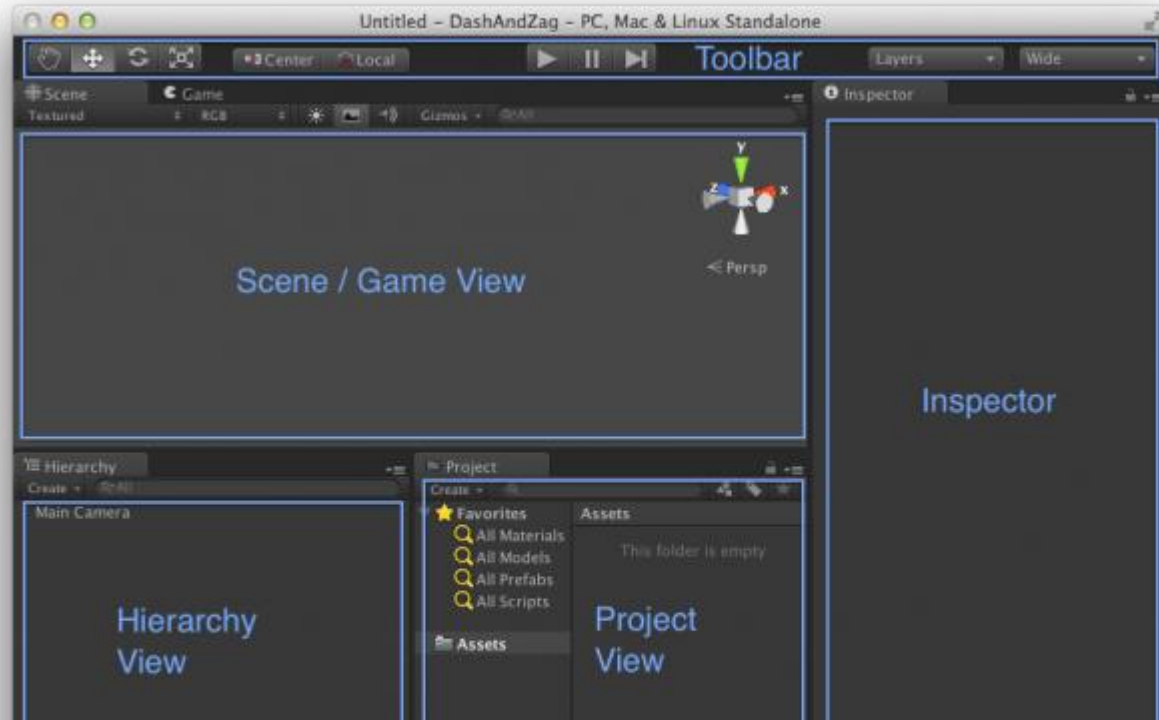 Untitled – DashAndZag – PC, Mac & Linux Standalone
Center Local Toolbar Layers Wide
Scene Game Inspector
Textured RGB Gizmos All
y
z x
Persp
Scene / Game View
Inspector
Hierarchy Project
Create All Create
Main Camera Favorites Assets
All Materials
This folder is empty
All Models
All Prefabs
All Scripts
Hierarchy
View
Project
View
Assets